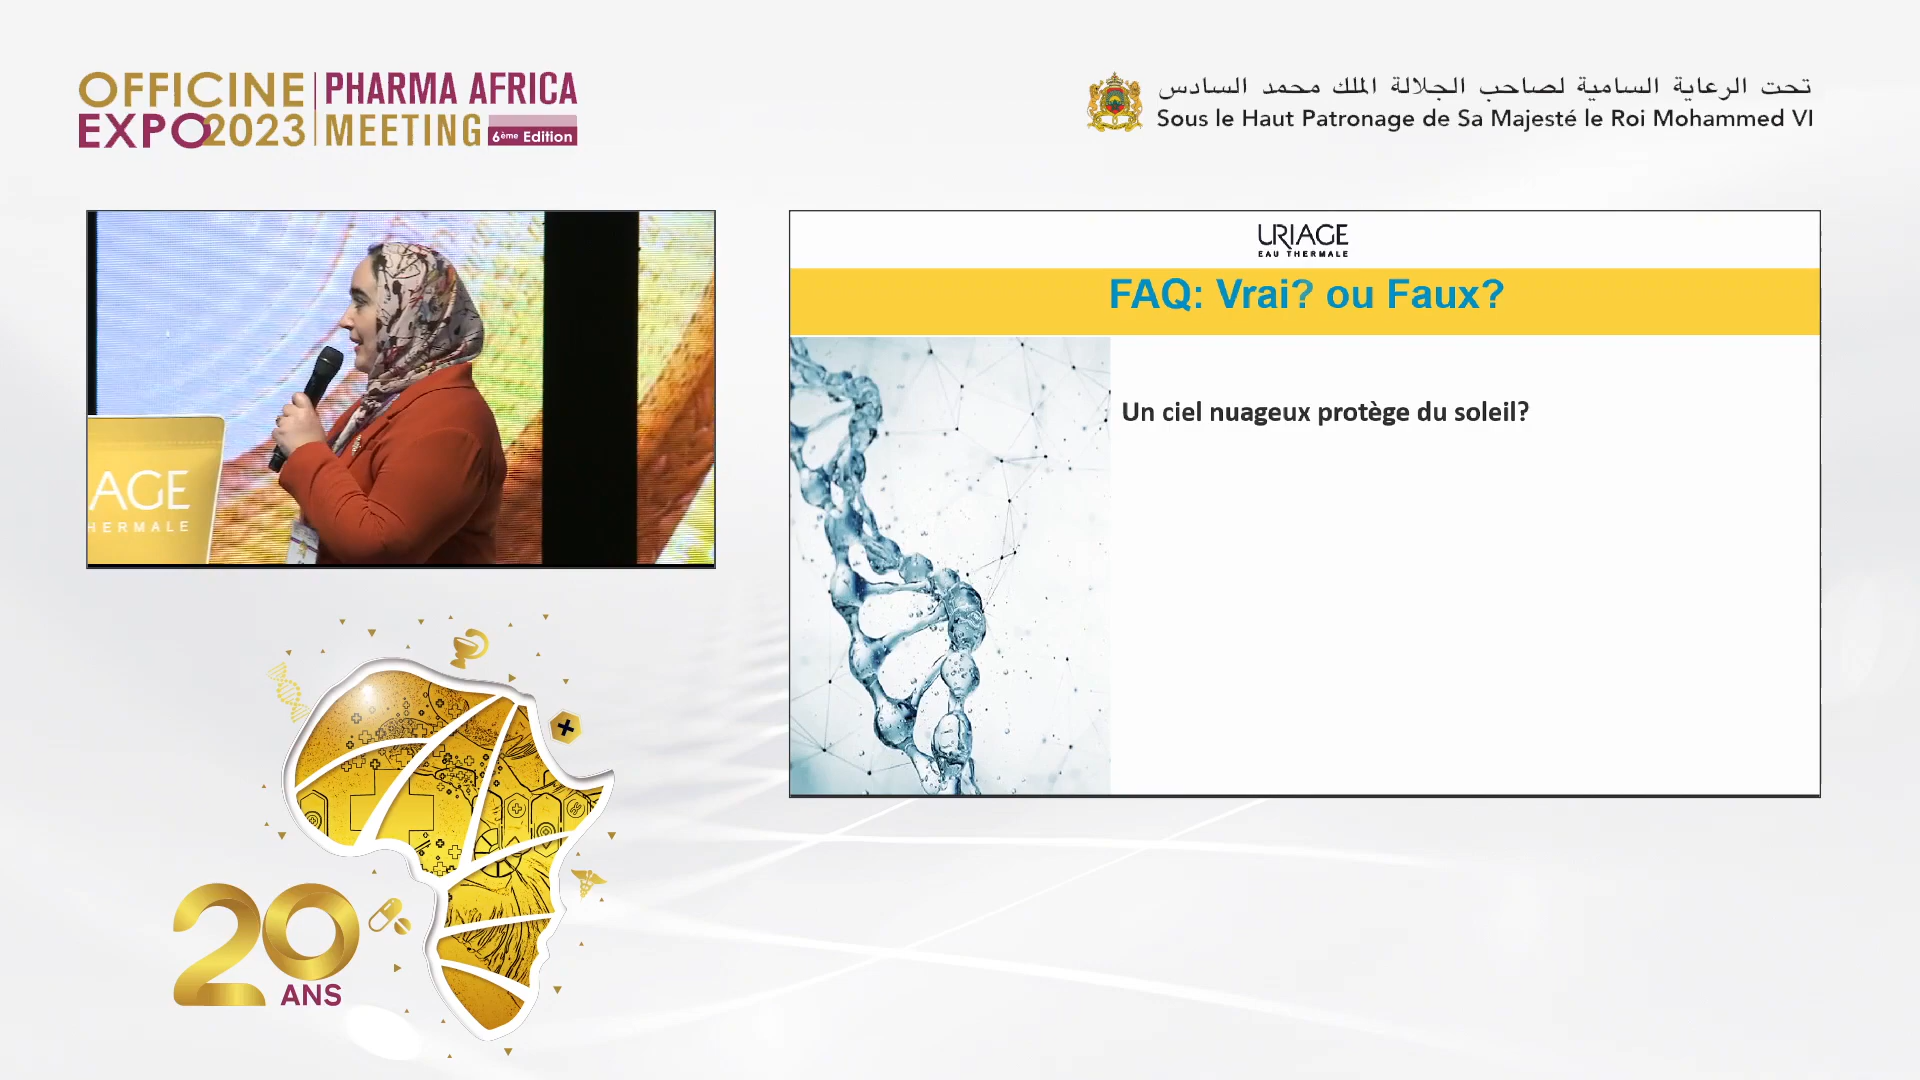 OFFICINE
EXPO2023
PHARMA AFRICA
MEETING
6ème Edition
تحت الرعاية السامية لصاحب الجلالة الملك محمد السادس
Sous le Haut Patronage de Sa Majesté le Roi Mohammed VI
AGE
HERMALE
URIAGE
EAU THERMALE
FAQ: Vrai? ou Faux?
Un ciel nuageux protège du soleil?
20
ANS